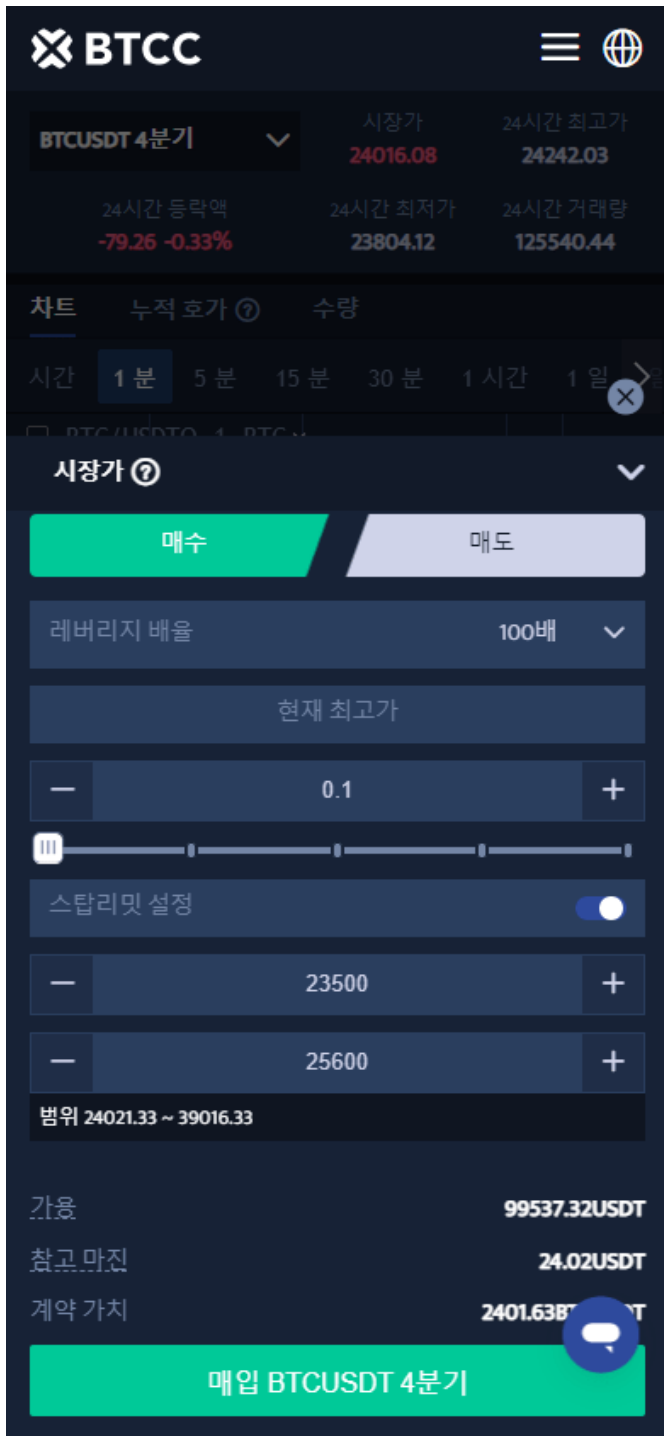 BTCC
BTCUSDT 4분기
시장가
24016.08
24시간 최고가
24242.03
24시간 등락액
-79.26 -0.33%
24시간 최저가
23804.12
24시간 거래량
125540.44
차트 누적 호가 ? 수량
시간 1 분 5 분 15 분 30 분 1 시간 1 일
시장가 ?
매수 매도
레버리지 배율 100배
현재 최고가
0.1
스탑리밋 설정
23500
25600
범위 24021.33 ~ 39016.33
가용 99537.32USDT
참고 마진 24.02USDT
계약 가치 2401.63
매입 BTCUSDT 4분기